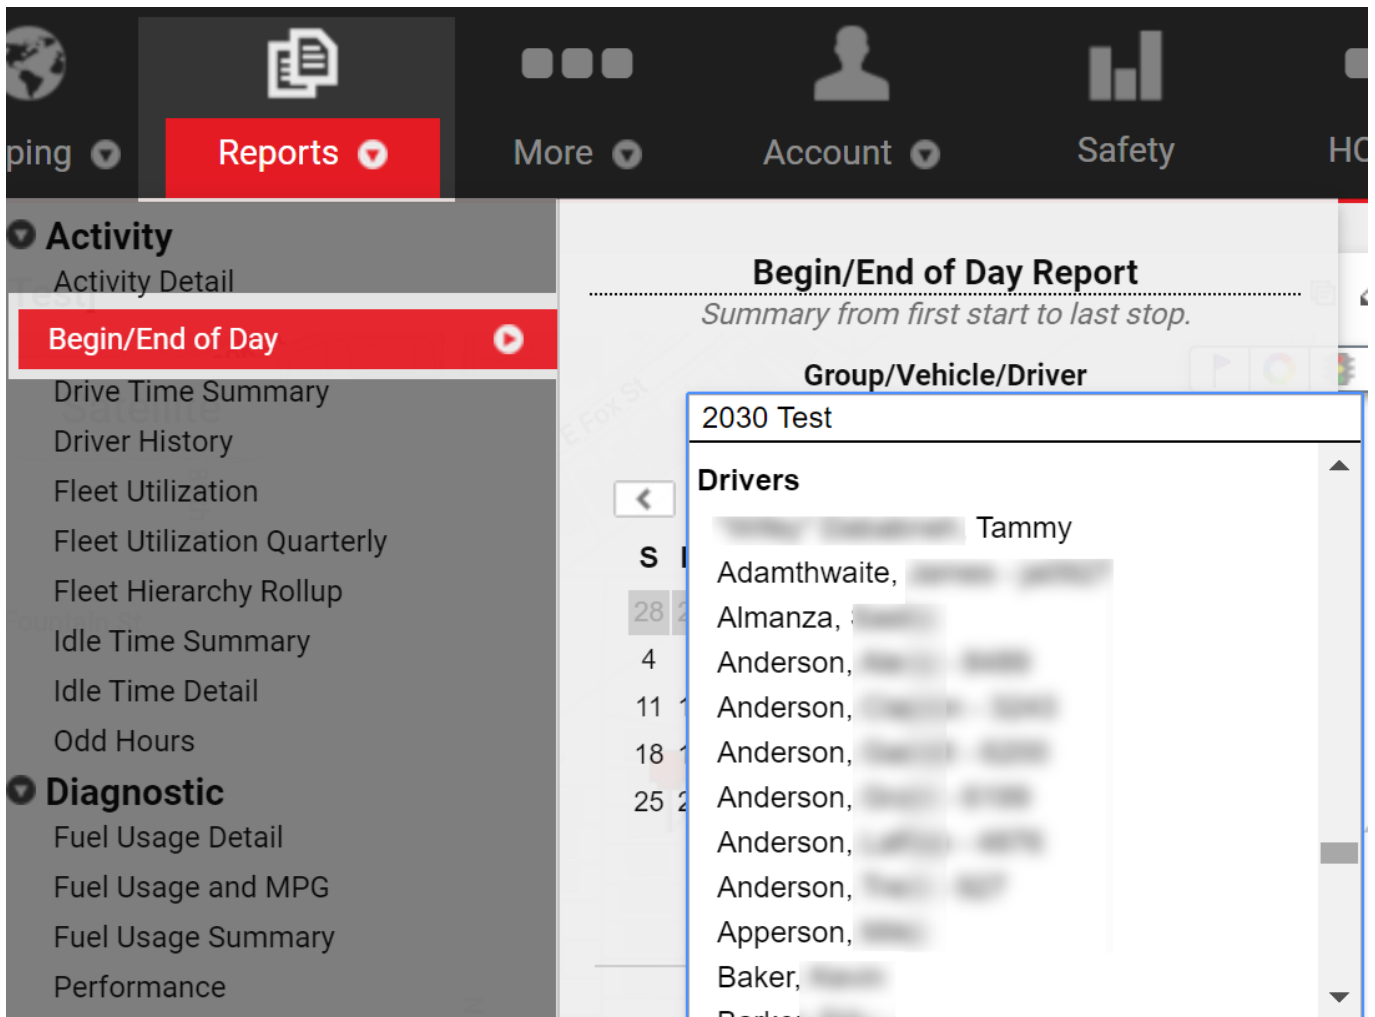 ping
Reports
More
Account
Safety
HO
Activity
Activity Detail
Begin/End of Day
Drive Time Summary
Satellite
Driver History
Fleet Utilization
Fleet Utilization Quarterly
Fleet Hierarchy Rollup
Idle Time Summary
Idle Time Detail
Odd Hours
Diagnostic
Fuel Usage Detail
Fuel Usage and MPG
Fuel Usage Summary
Performance
Begin/End of Day Report
Summary from first start to last stop.
Group/Vehicle/Driver
E Fox St
2030 Test
S
28
4
11
18
25
Drivers
Tammy
Adamthwaite,
Almanza,
Anderson,
Anderson,
Anderson,
Anderson,
Anderson,
Anderson,
Apperson,
Baker,